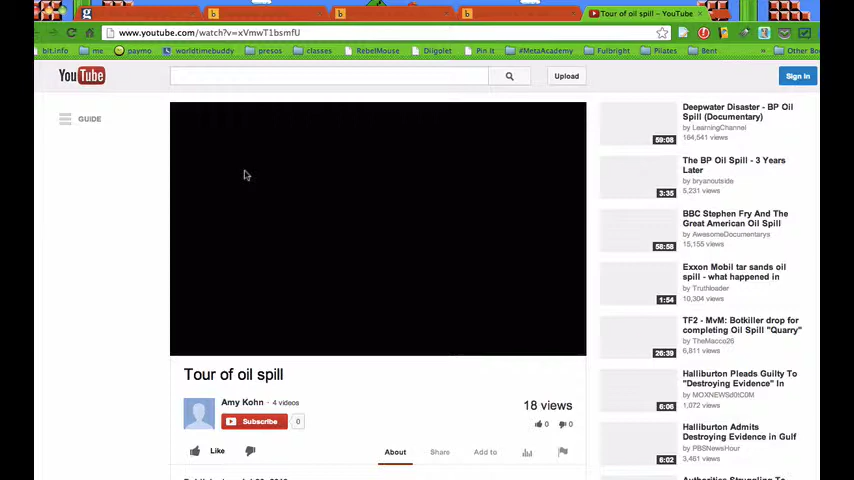 Tour of oil spill – YouTube
www.youtube.com/watch?v=xVmwT1bsmfU
bit.info
me
paymo
worldtimebuddy
presos
classes
RebelMouse
Diigolet
Pin It
#MetaAcademy
Fulbright
Pilates
Bent
»
Other Bo
YouTube
Upload
Sign In
GUIDE
Tour of oil spill
Amy Kohn · 4 videos
Subscribe
0
18 views
0
0
Like
About
Share
Add to
Deepwater Disaster - BP Oil
Spill (Documentary)
by LearningChannel
164,541 views
59:08
The BP Oil Spill - 3 Years
Later
by bryanoutside
5,231 views
3:35
BBC Stephen Fry And The
Great American Oil Spill
by AwesomeDocumentarys
15,155 views
58:58
Exxon Mobil tar sands oil
spill - what happened in
by Truthloader
10,304 views
1:54
TF2 - MvM: Botkiller drop for
completing Oil Spill "Quarry"
by TheMacco26
6,811 views
26:39
Halliburton Pleads Guilty To
"Destroying Evidence" In
by MOXNEWSd0tC0M
1,072 views
6:06
Halliburton Admits
Destroying Evidence in Gulf
by PBSNewsHour
3,461 views
6:02